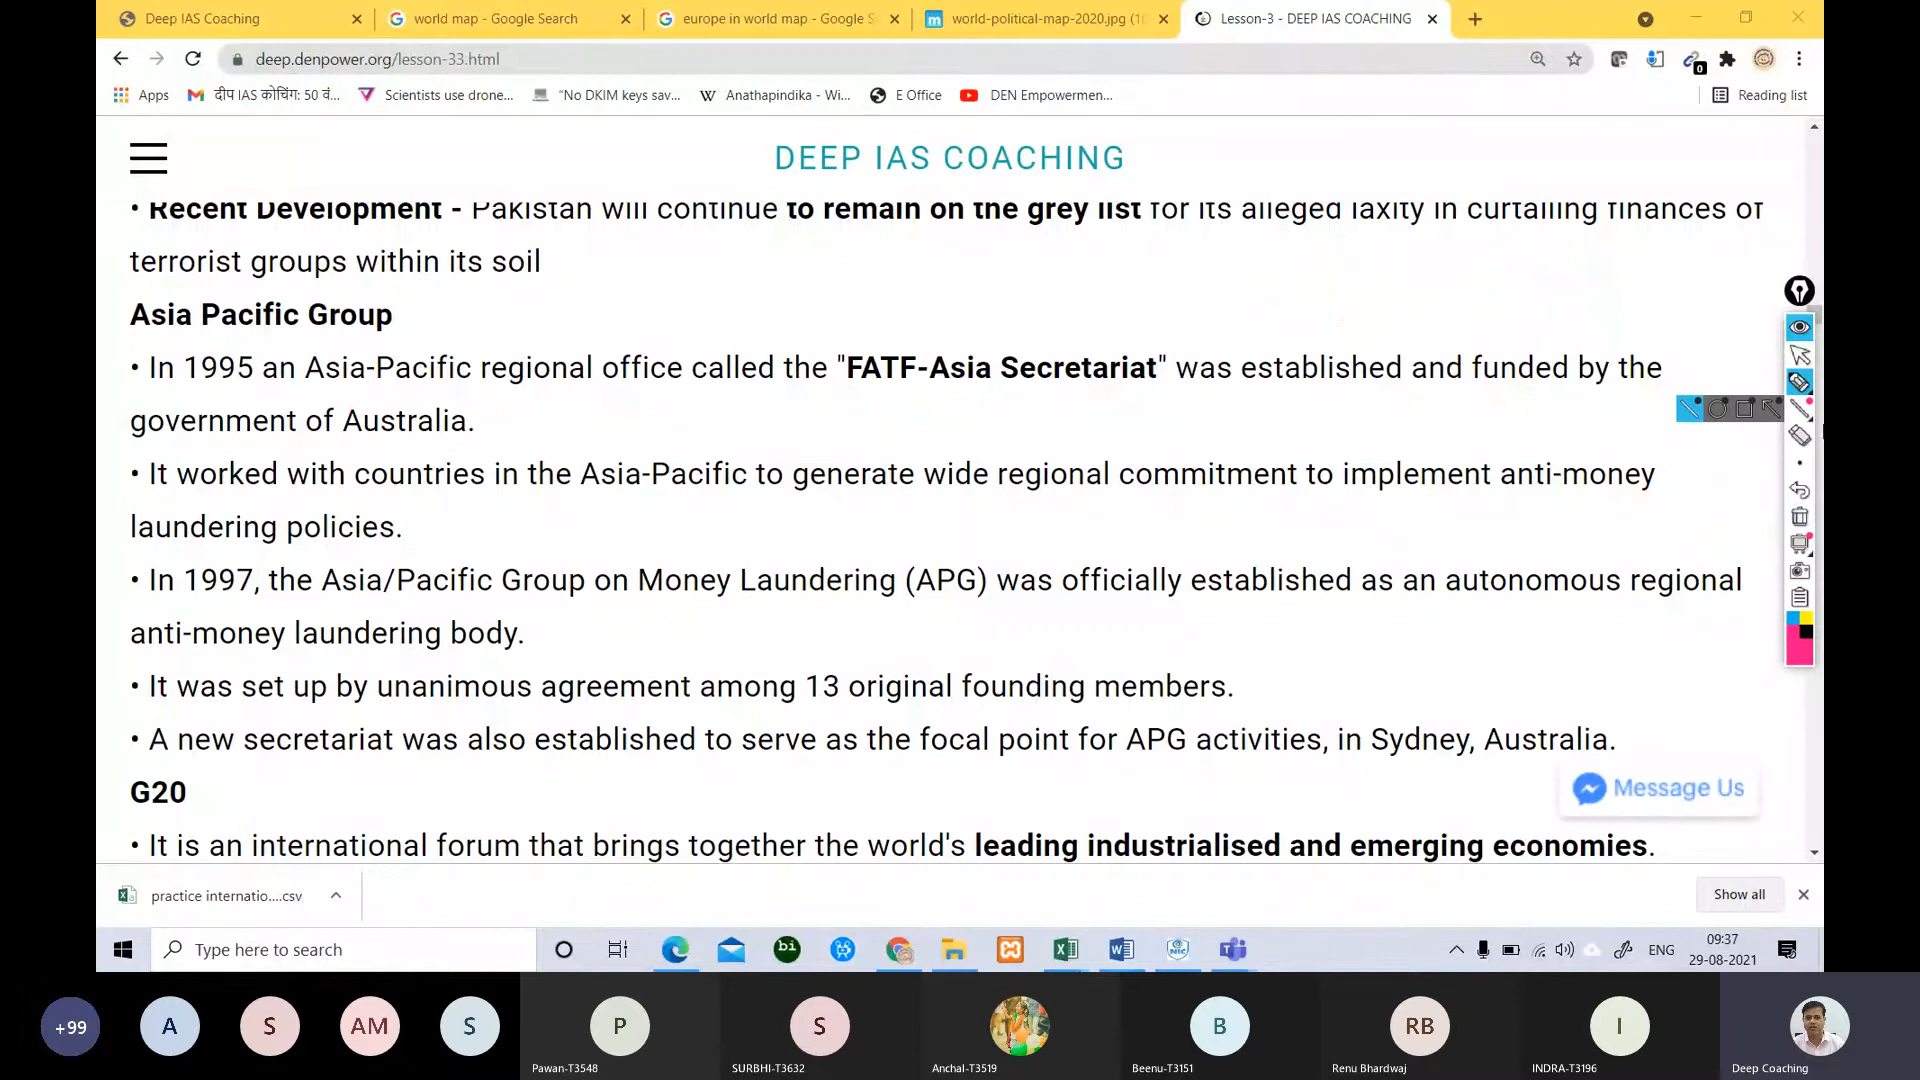 Deep IAS Coaching
world map - Google Search
europe in world map - Google S
world-political-map-2020.jpg (1
Lesson-3 - DEEP IAS COACHING
deep.denpower.org/lesson-33.html
Apps
दीप IAS कोचिंग: 50 वं...
Scientists use drone...
"No DKIM keys sav...
Anathapindika - Wi...
E Office
DEN Empowermen...
Reading list
DEEP IAS COACHING
• Recent Development - Pakistan will continue to remain on the grey list for its alleged laxity in curtailing finances of
terrorist groups within its soil
Asia Pacific Group
• In 1995 an Asia-Pacific regional office called the "FATF-Asia Secretariat" was established and funded by the
government of Australia.
• It worked with countries in the Asia-Pacific to generate wide regional commitment to implement anti-money
laundering policies.
• In 1997, the Asia/Pacific Group on Money Laundering (APG) was officially established as an autonomous regional
anti-money laundering body.
• It was set up by unanimous agreement among 13 original founding members.
• A new secretariat was also established to serve as the focal point for APG activities, in Sydney, Australia.
G20
Message Us
• It is an international forum that brings together the world's leading industrialised and emerging economies.
practice internatio....csv
Show all
Type here to search
bi
ENG
09:37
29-08-2021
+99
A
S
AM
S
P
S
B
RB
I
Pawan-T3548
SURBHI-T3632
Anchal-T3519
Beenu-T3151
Renu Bhardwaj
INDRA-T3196
Deep Coaching